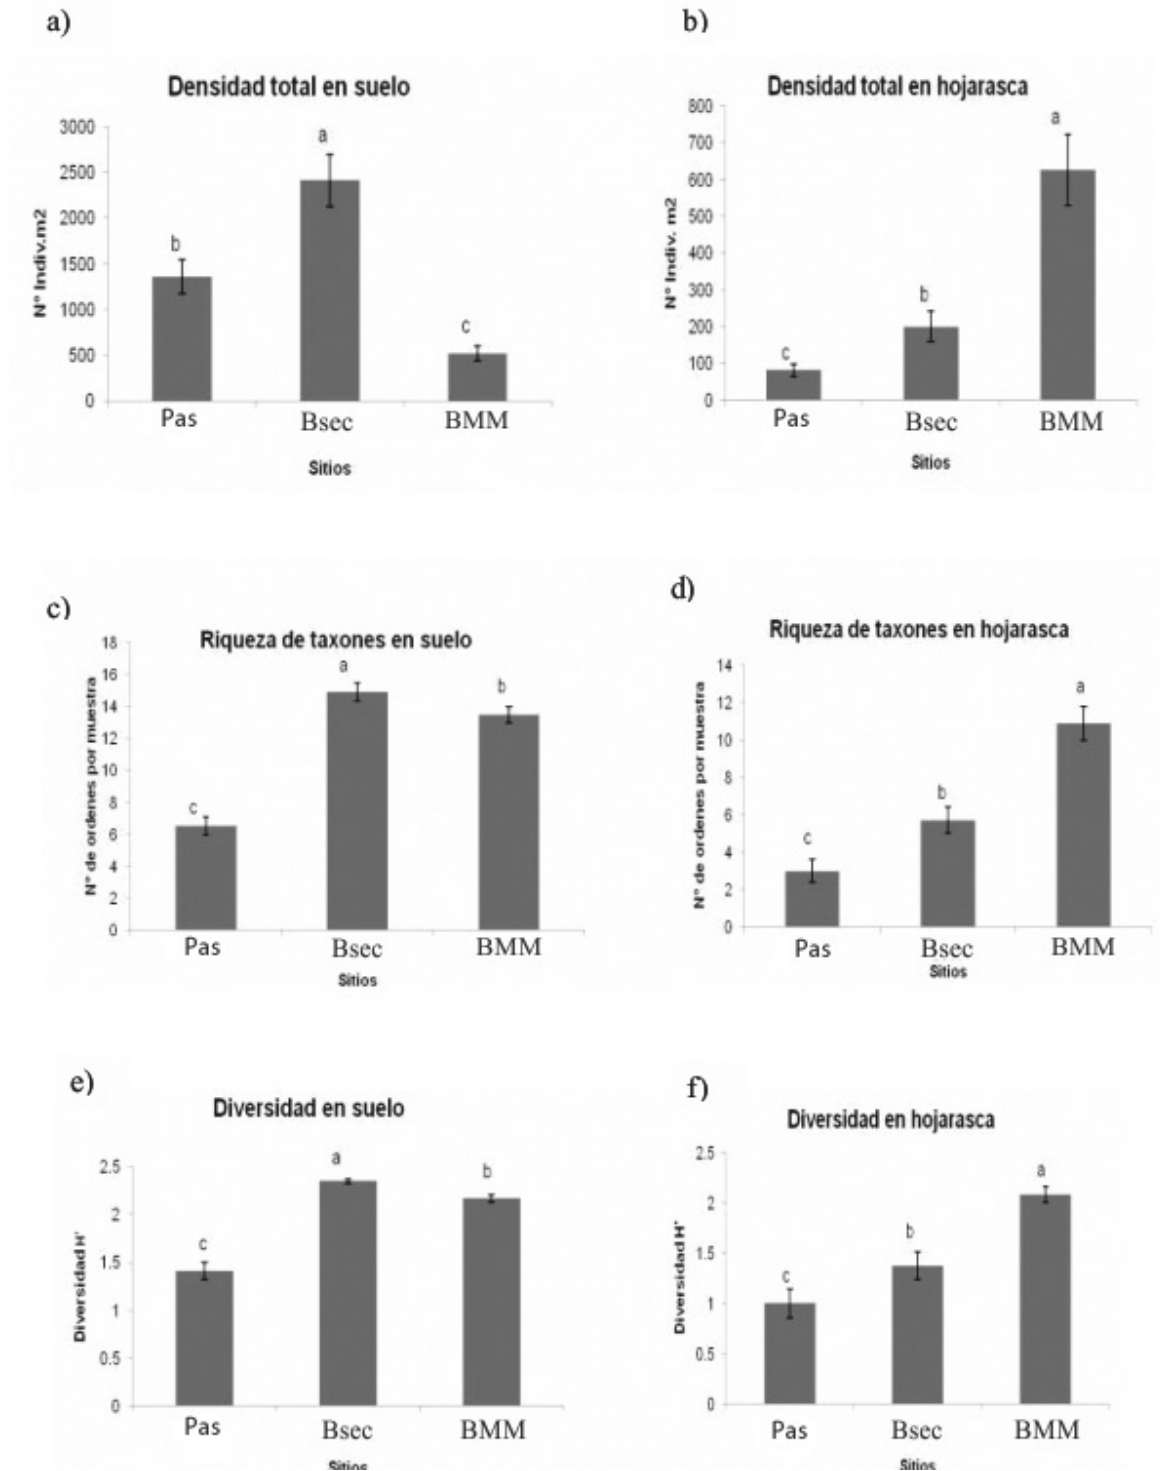 a)
Densidad total en suelo
N° Indiv.m2
3000
2500
2000
1500
1000
500
0
b
a
c
Pas Bsec BMM
Sitios
b)
Densidad total en hojarasca
N° Indiv. m2
800
700
600
500
400
300
200
100
0
c
b
a
Pas Bsec BMM
Sitios
c)
Riqueza de taxones en suelo
N° de ordenes por muestra
18
16
14
12
10
8
6
4
2
0
c
a
b
Pas Bsec BMM
Sitios
d)
Riqueza de taxones en hojarasca
N° de ordenes por muestra
14
12
10
8
6
4
2
0
c
b
a
Pas Bsec BMM
Sitios
e)
Diversidad en suelo
Diversidad H'
2.5
2
1.5
1
0.5
0
c
a
b
Pas Bsec BMM
Sitios
f)
Diversidad en hojarasca
Diversidad H'
2.5
2
1.5
1
0.5
0
c
b
a
Pas Bsec BMM
Sitios